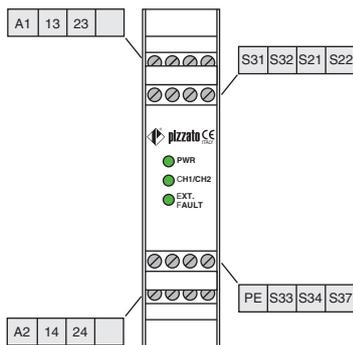 A1 13 23
S31 S32 S21 S22
pizzato CE
ITALY
PWR
CH1/CH2
EXT.
FAULT
PE S33 S34 S37
A2 14 24